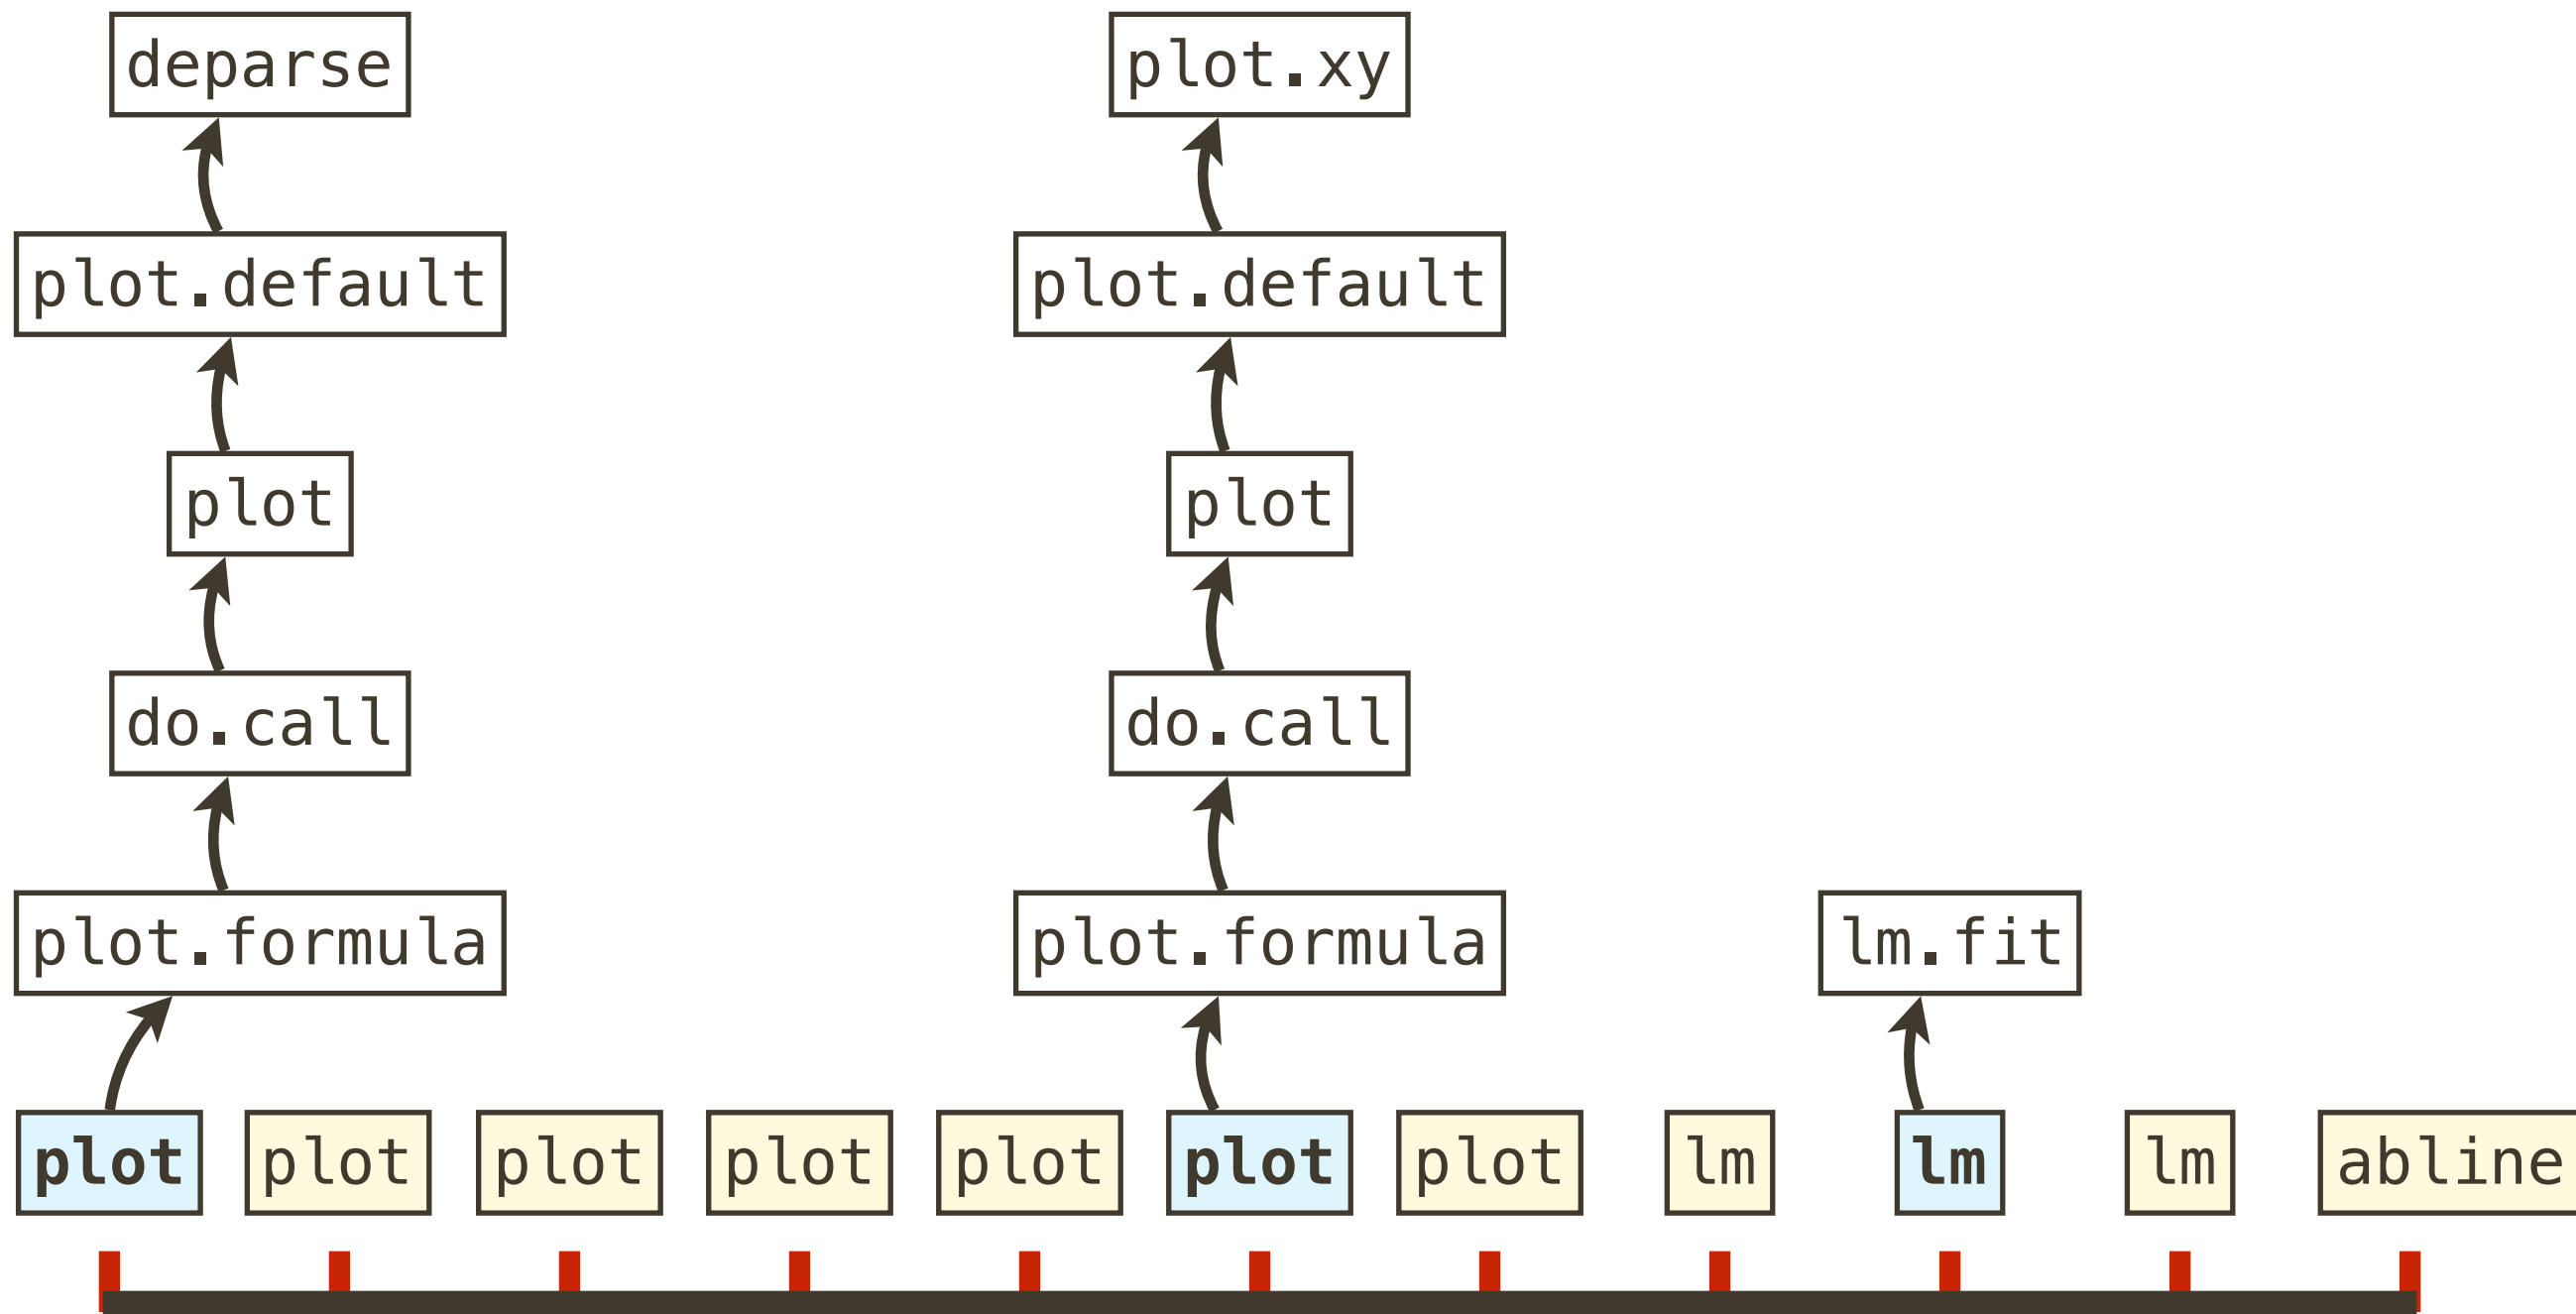 deparse plot.xy
plot.default plot.default
plot plot
do.call do.call
plot.formula plot.formula lm.fit
plot plot plot plot plot plot plot lm lm lm abline